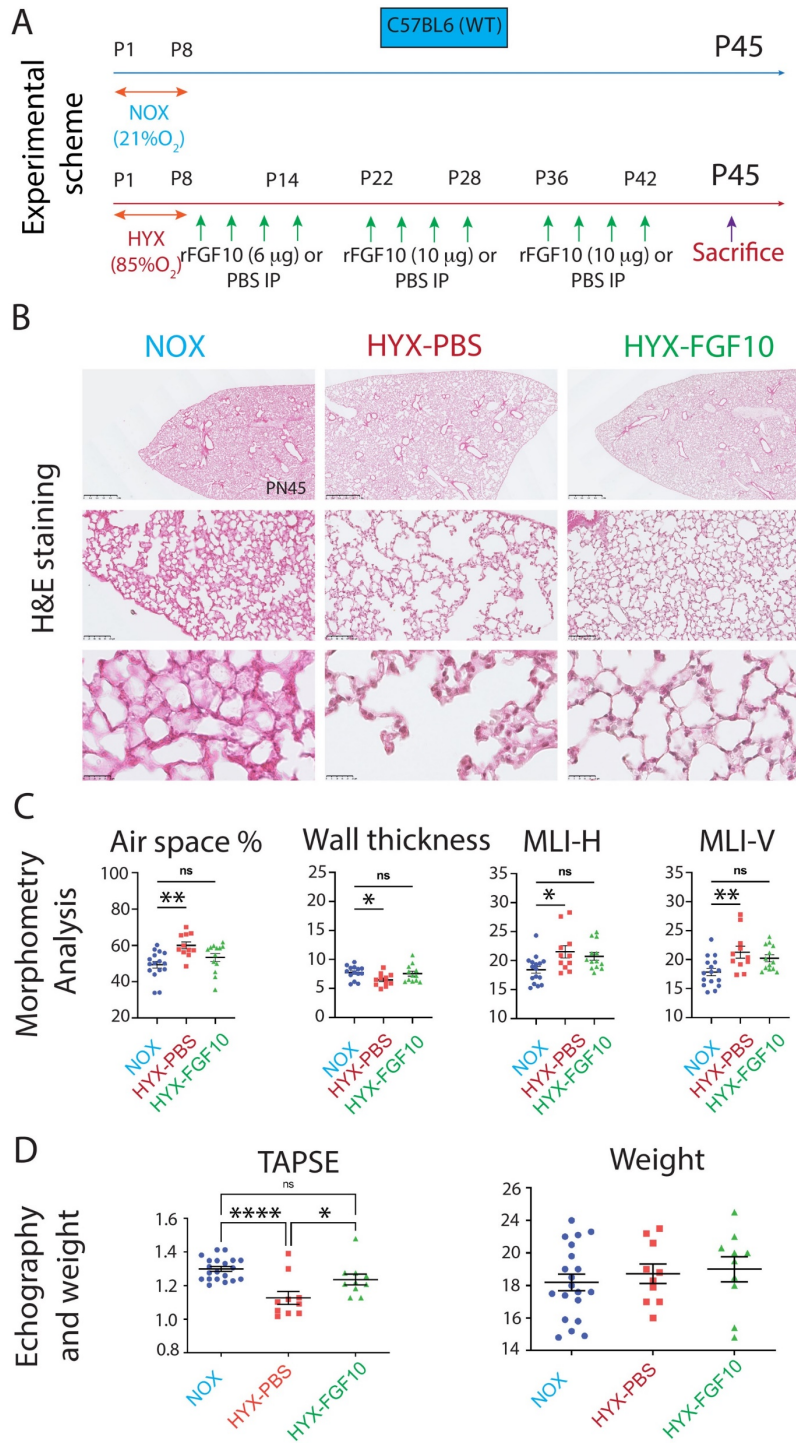 A
C57BL6 (WT)
P1 P8 P45
NOX
(21%O₂)
Experimental
scheme
P1 P8 P14 P22 P28 P36 P42 P45
HYX
(85%O₂)
rFGF10 (6 μg) or
PBS IP
rFGF10 (10 μg) or
PBS IP
rFGF10 (10 μg) or
PBS IP
Sacrifice
B
NOX HYX-PBS HYX-FGF10
H&E staining
PN45
C
Morphometry
Analysis
Air space %
ns
**
100
80
60
40
20
NOX
HYX-PBS
HYX-FGF10
Wall thickness
ns
*
25
20
15
10
5
0
NOX
HYX-PBS
HYX-FGF10
MLI-H
ns
*
35
30
25
20
15
10
NOX
HYX-PBS
HYX-FGF10
MLI-V
ns
**
35
30
25
20
15
10
NOX
HYX-PBS
HYX-FGF10
D
Echography
and weight
TAPSE
ns
**** *
1.6
1.4
1.2
1.0
0.8
NOX
HYX-PBS
HYX-FGF10
Weight
26
24
22
20
18
16
14
NOX
HYX-PBS
HYX-FGF10